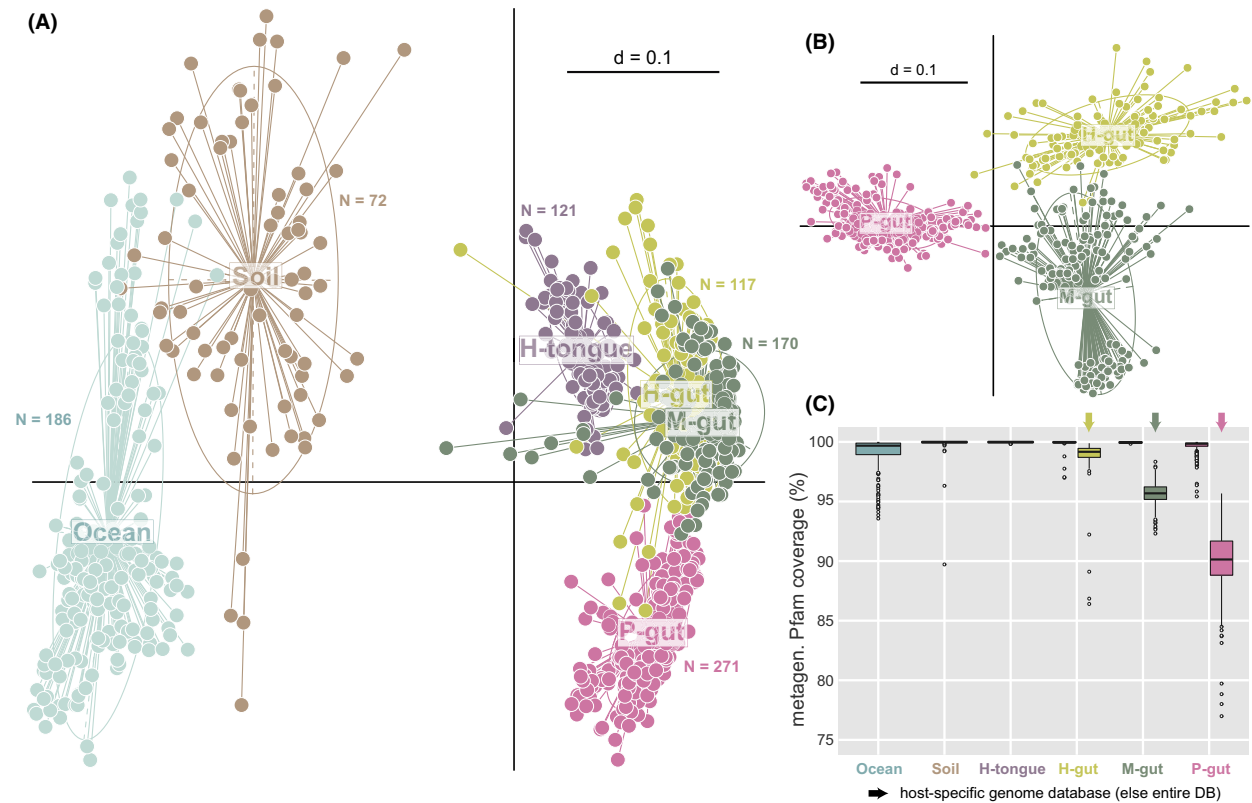 (A)
d = 0.1
Soil
N = 72
N = 121
N = 117
H-tongue
N = 170
H-gut
M-gut
N = 186
Ocean
P-gut
N = 271
(B)
d = 0.1
H-gut
P-gut
M-gut
(C)
metagen. Pfam coverage (%)
100
95
90
85
80
75
Ocean Soil H-tongue H-gut M-gut P-gut
host-specific genome database (else entire DB)